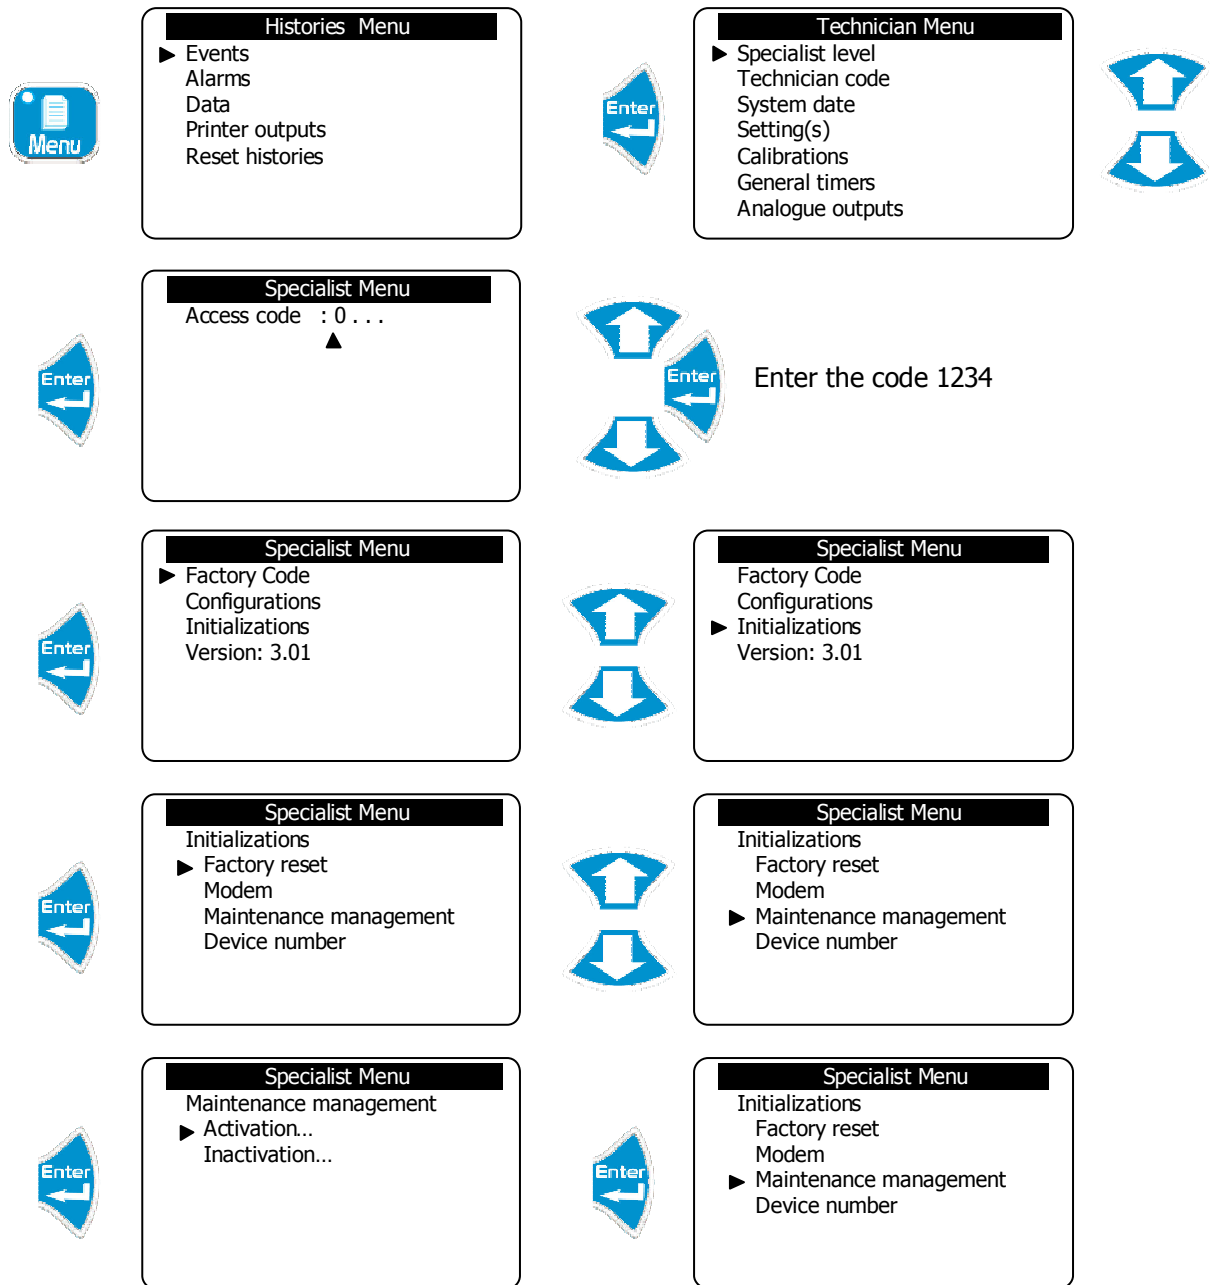 Menu
Histories Menu
Events
Alarms
Data
Printer outputs
Reset histories
Enter
Technician Menu
Specialist level
Technician code
System date
Setting(s)
Calibrations
General timers
Analogue outputs
Enter
Specialist Menu
Access code : 0 . . .
Enter
Enter the code 1234
Enter
Specialist Menu
Factory Code
Configurations
Initializations
Version: 3.01
Specialist Menu
Factory Code
Configurations
Initializations
Version: 3.01
Enter
Specialist Menu
Initializations
Factory reset
Modem
Maintenance management
Device number
Specialist Menu
Initializations
Factory reset
Modem
Maintenance management
Device number
Enter
Specialist Menu
Maintenance management
Activation...
Inactivation...
Enter
Specialist Menu
Initializations
Factory reset
Modem
Maintenance management
Device number